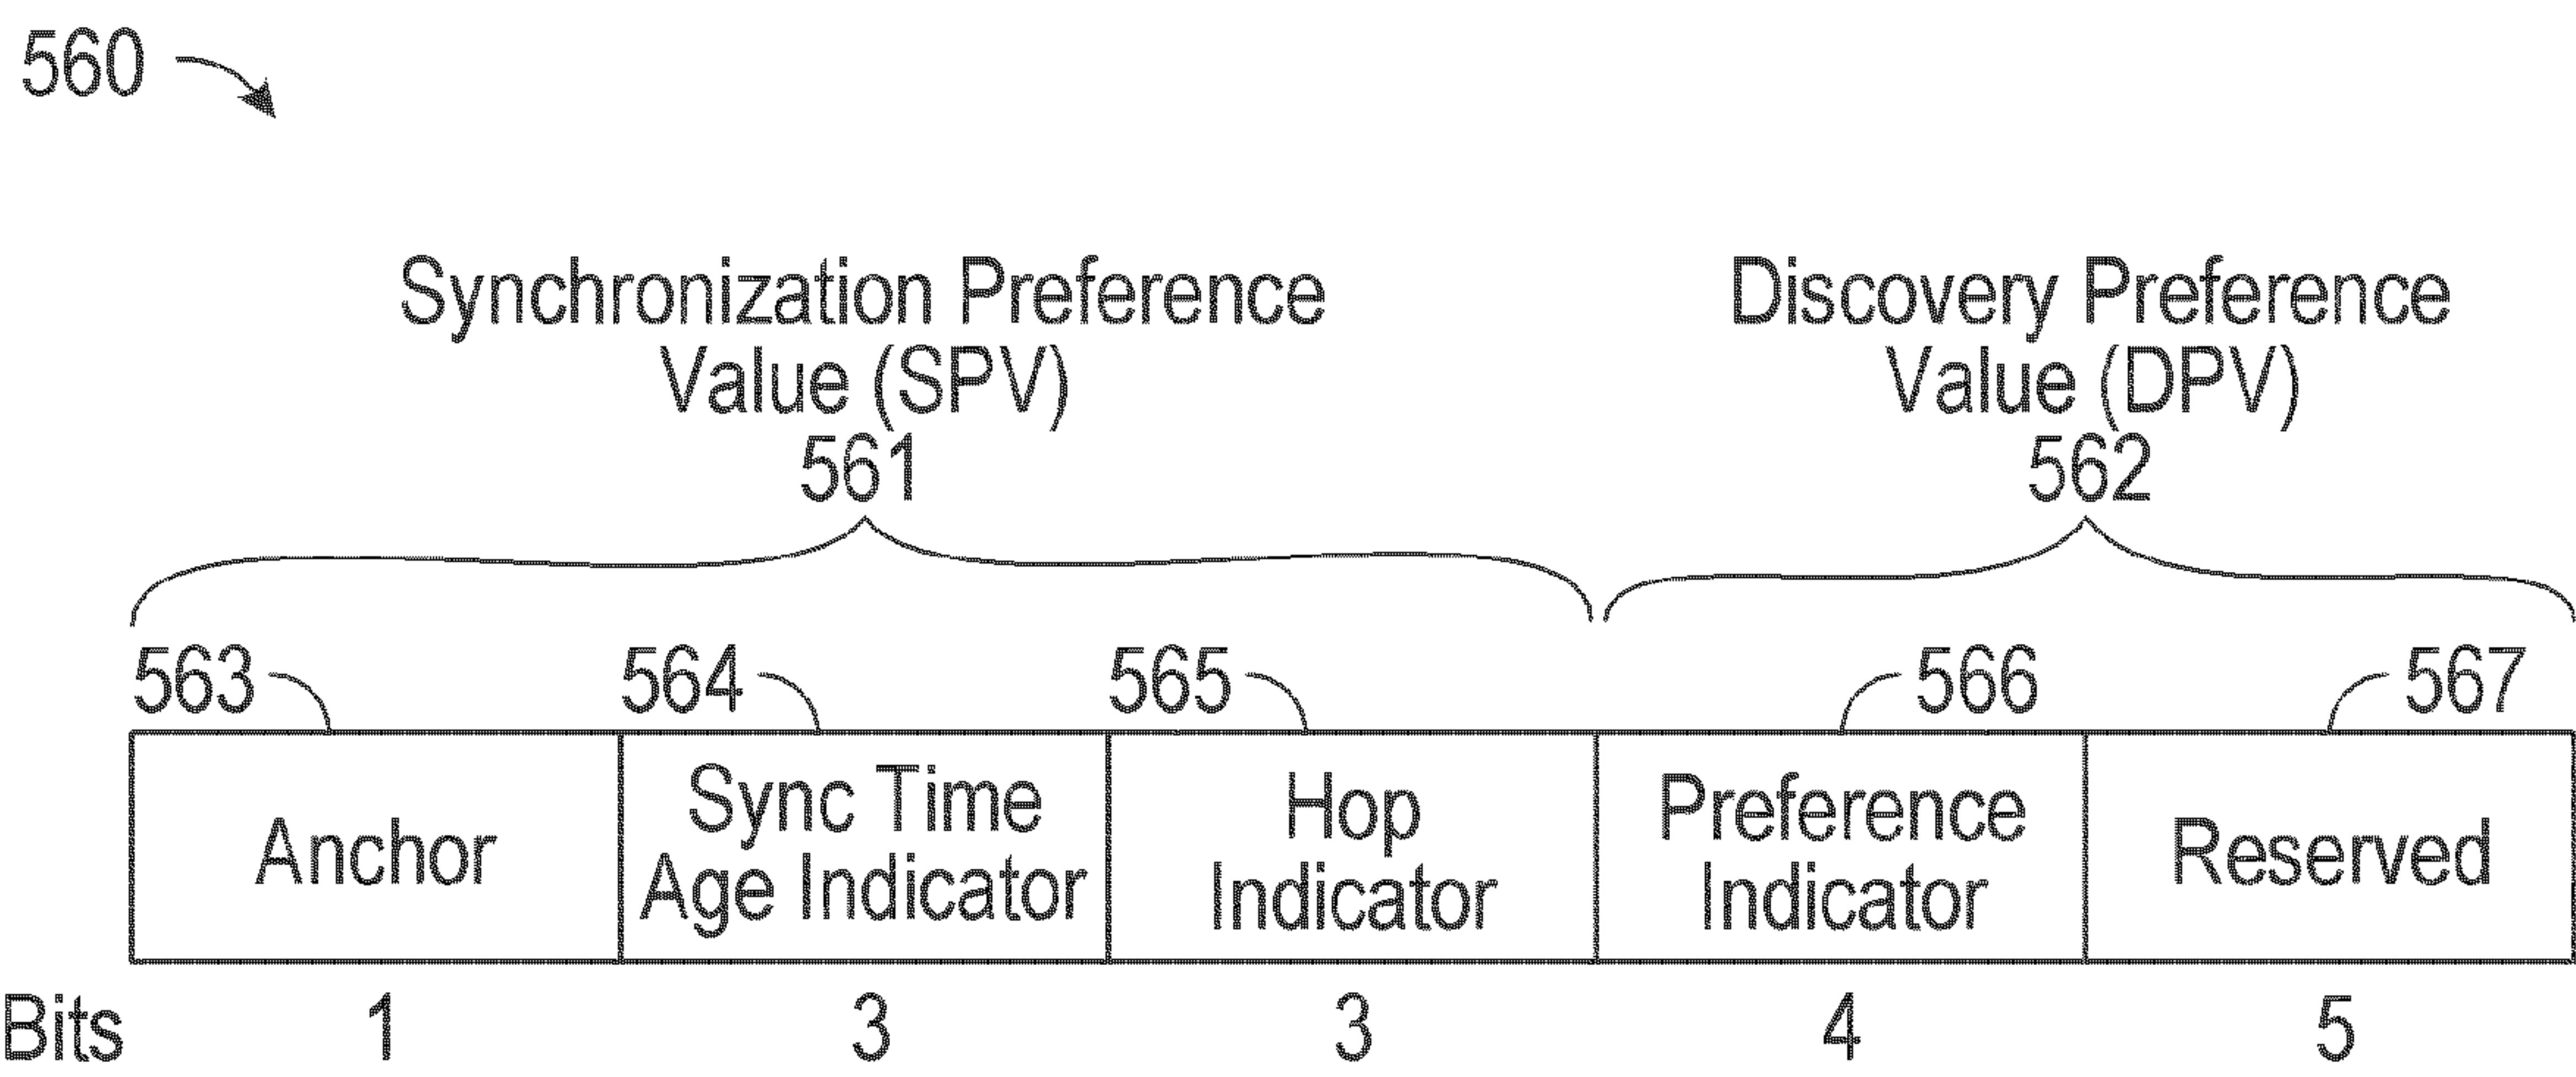 560
Synchronization Preference
Value (SPV)
561
Discovery Preference
Value (DPV)
562
563 564 565 566 567
Anchor
Sync Time
Age Indicator
Hop
Indicator
Preference
Indicator
Reserved
Bits 1 3 3 4 5